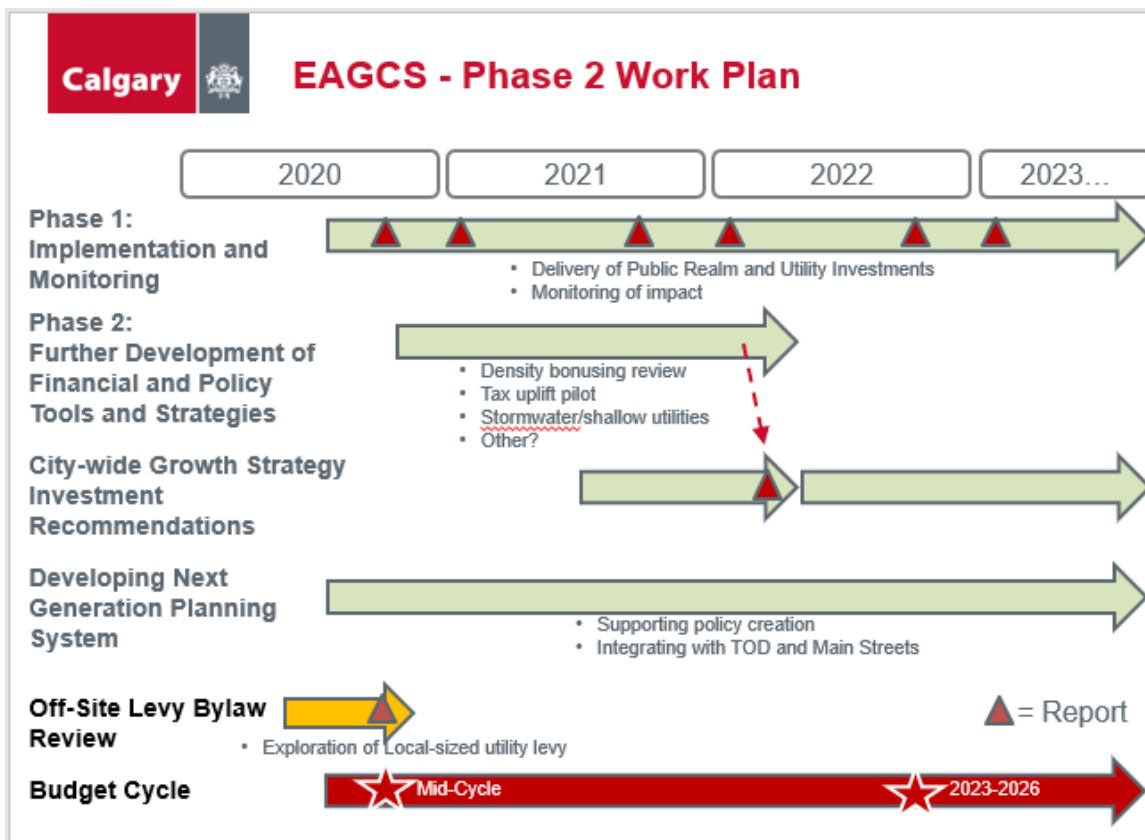 Calgary
EAGCS - Phase 2 Work Plan
2020
2021
2022
2023...
Phase 1:
Implementation and
Monitoring
• Delivery of Public Realm and Utility Investments
• Monitoring of impact
Phase 2:
Further Development of
Financial and Policy
Tools and Strategies
• Density bonusing review
• Tax uplift pilot
• Stormwater/shallow utilities
• Other?
City-wide Growth Strategy
Investment
Recommendations
Developing Next
Generation Planning
System
• Supporting policy creation
• Integrating with TOD and Main Streets
Off-Site Levy Bylaw
Review
• Exploration of Local-sized utility levy
= Report
Budget Cycle
Mid-Cycle
2023-2026